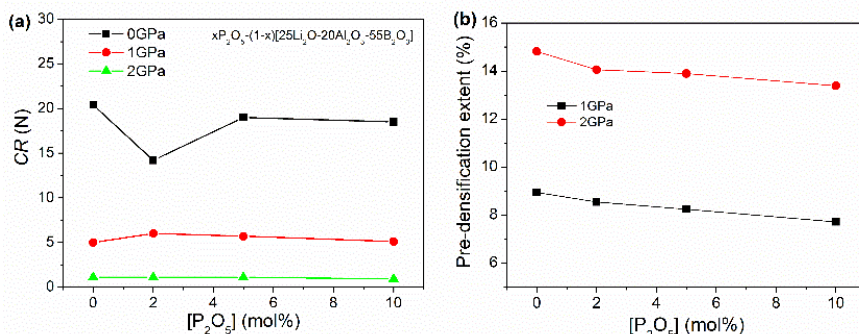 (a)
0GPa
1GPa
2GPa
xP₂O₅-(1-x)[25Li₂O-20Al₂O₃-55B₂O₃]
30
25
20
15
10
5
0
CR (N)
0 2 4 6 8 10
[P₂O₅] (mol%)
(b)
1GPa
2GPa
16
14
12
10
8
6
Pre-densification extent (%)
0 2 4 6 8 10
[P₂O₅] (mol%)